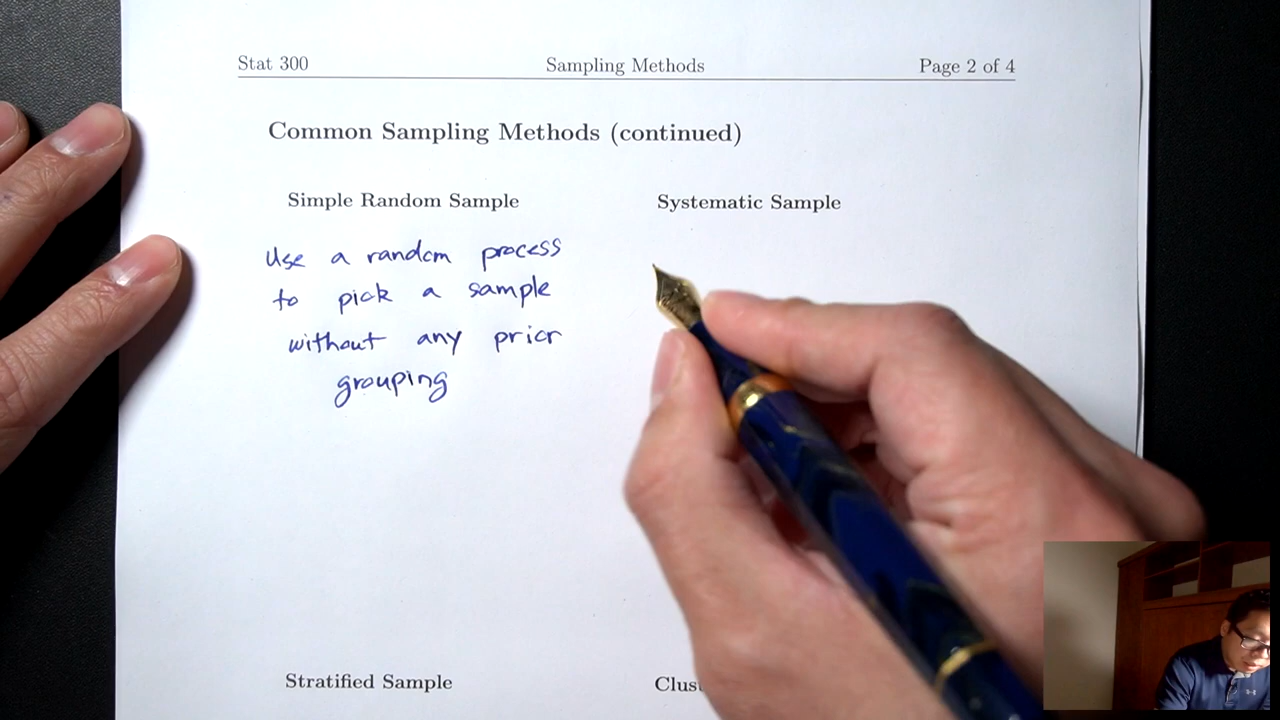 Stat 300 Sampling Methods Page 2 of 4
Common Sampling Methods (continued)
Simple Random Sample
Use a random process
to pick a sample
without any prior
grouping
Systematic Sample
Stratified Sample